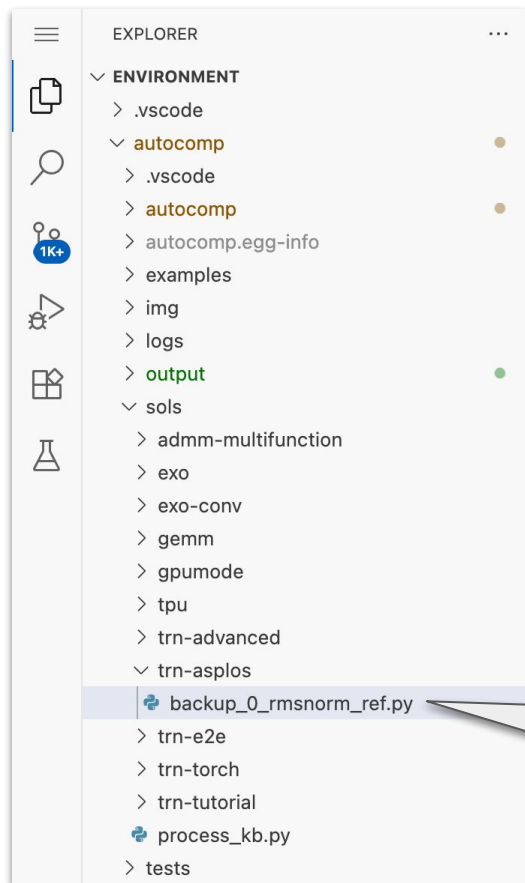 EXPLORER
ENVIRONMENT
.vscode
autocomp
.vscode
autocomp
autocomp.egg-info
1K+
examples
img
logs
output
sols
admm-multifunction
exo
exo-conv
gemm
gpumode
tpu
trn-advanced
trn-asplos
backup_0_rmsnorm_ref.py
trn-e2e
trn-torch
trn-tutorial
process_kb.py
tests